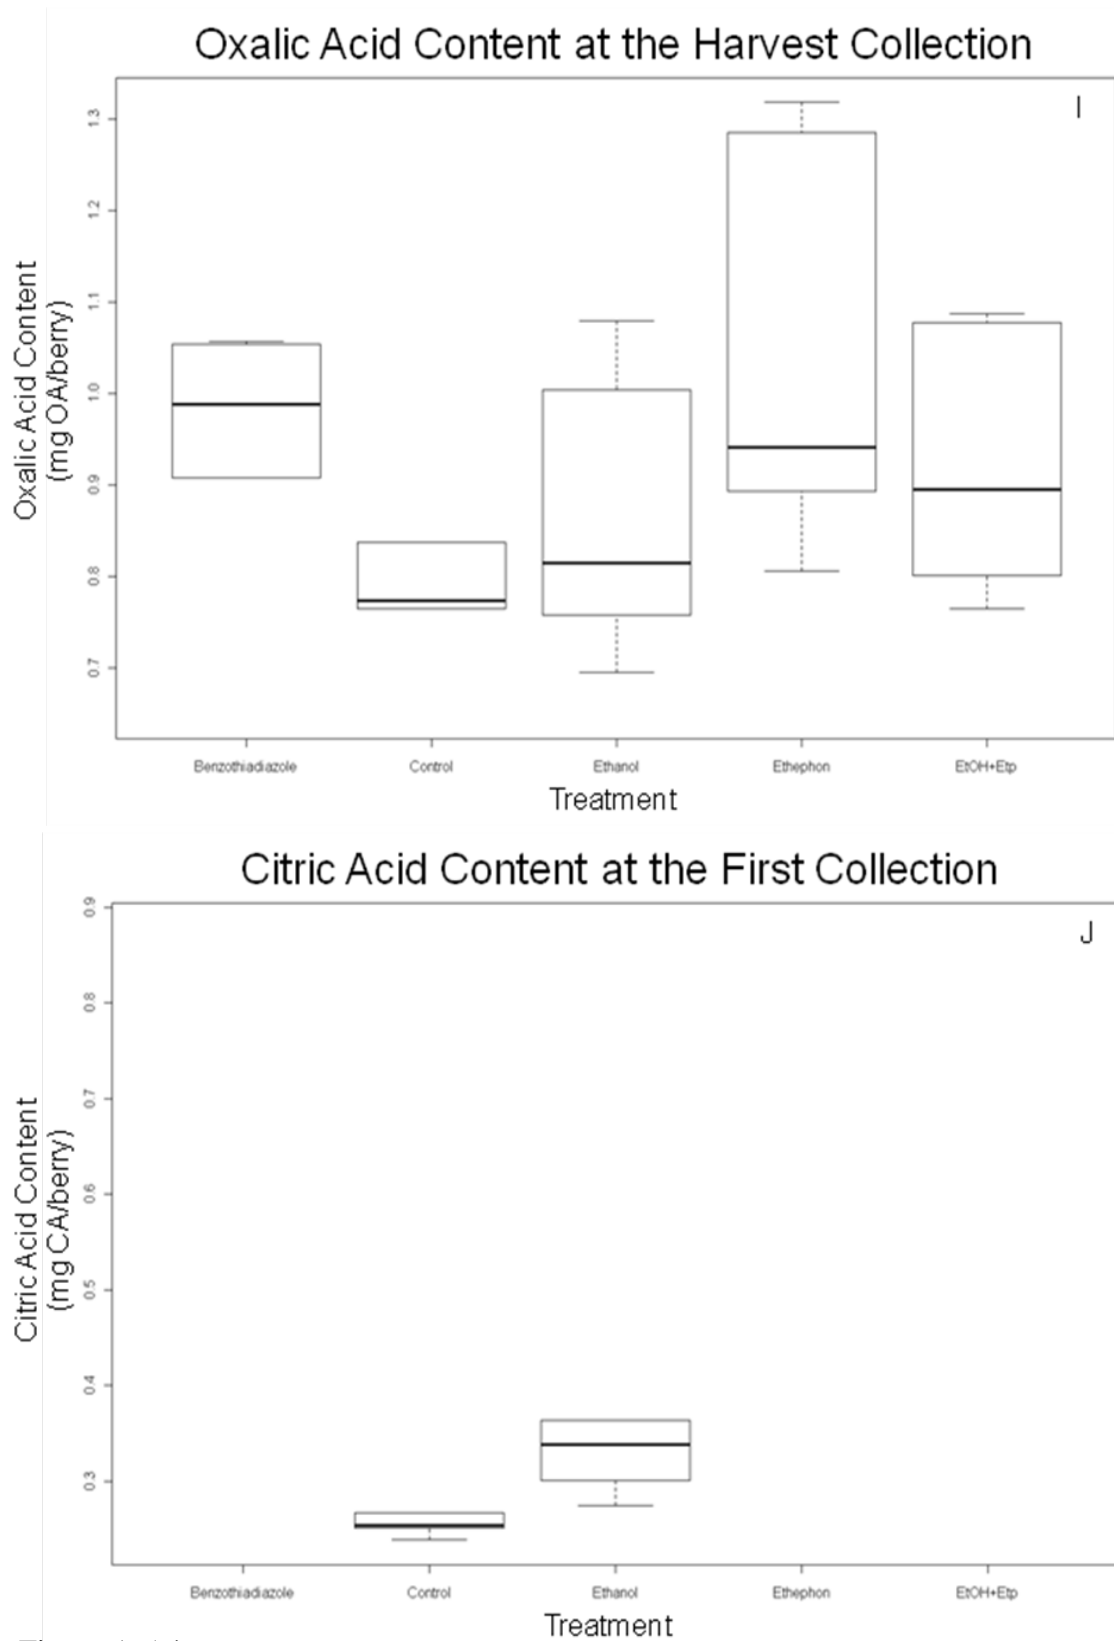 Oxalic Acid Content at the Harvest Collection
I
1.3
1.2
1.1
1.0
0.9
0.8
0.7
Oxalic Acid Content
(mg OA/berry)
Benzothiadiazole Control Ethanol Ethephon EtOH+Etp
Treatment
Citric Acid Content at the First Collection
J
0.9
0.8
0.7
0.6
0.5
0.4
0.3
Citric Acid Content
(mg CA/berry)
Benzothiadiazole Control Ethanol Ethephon EtOH+Etp
Treatment